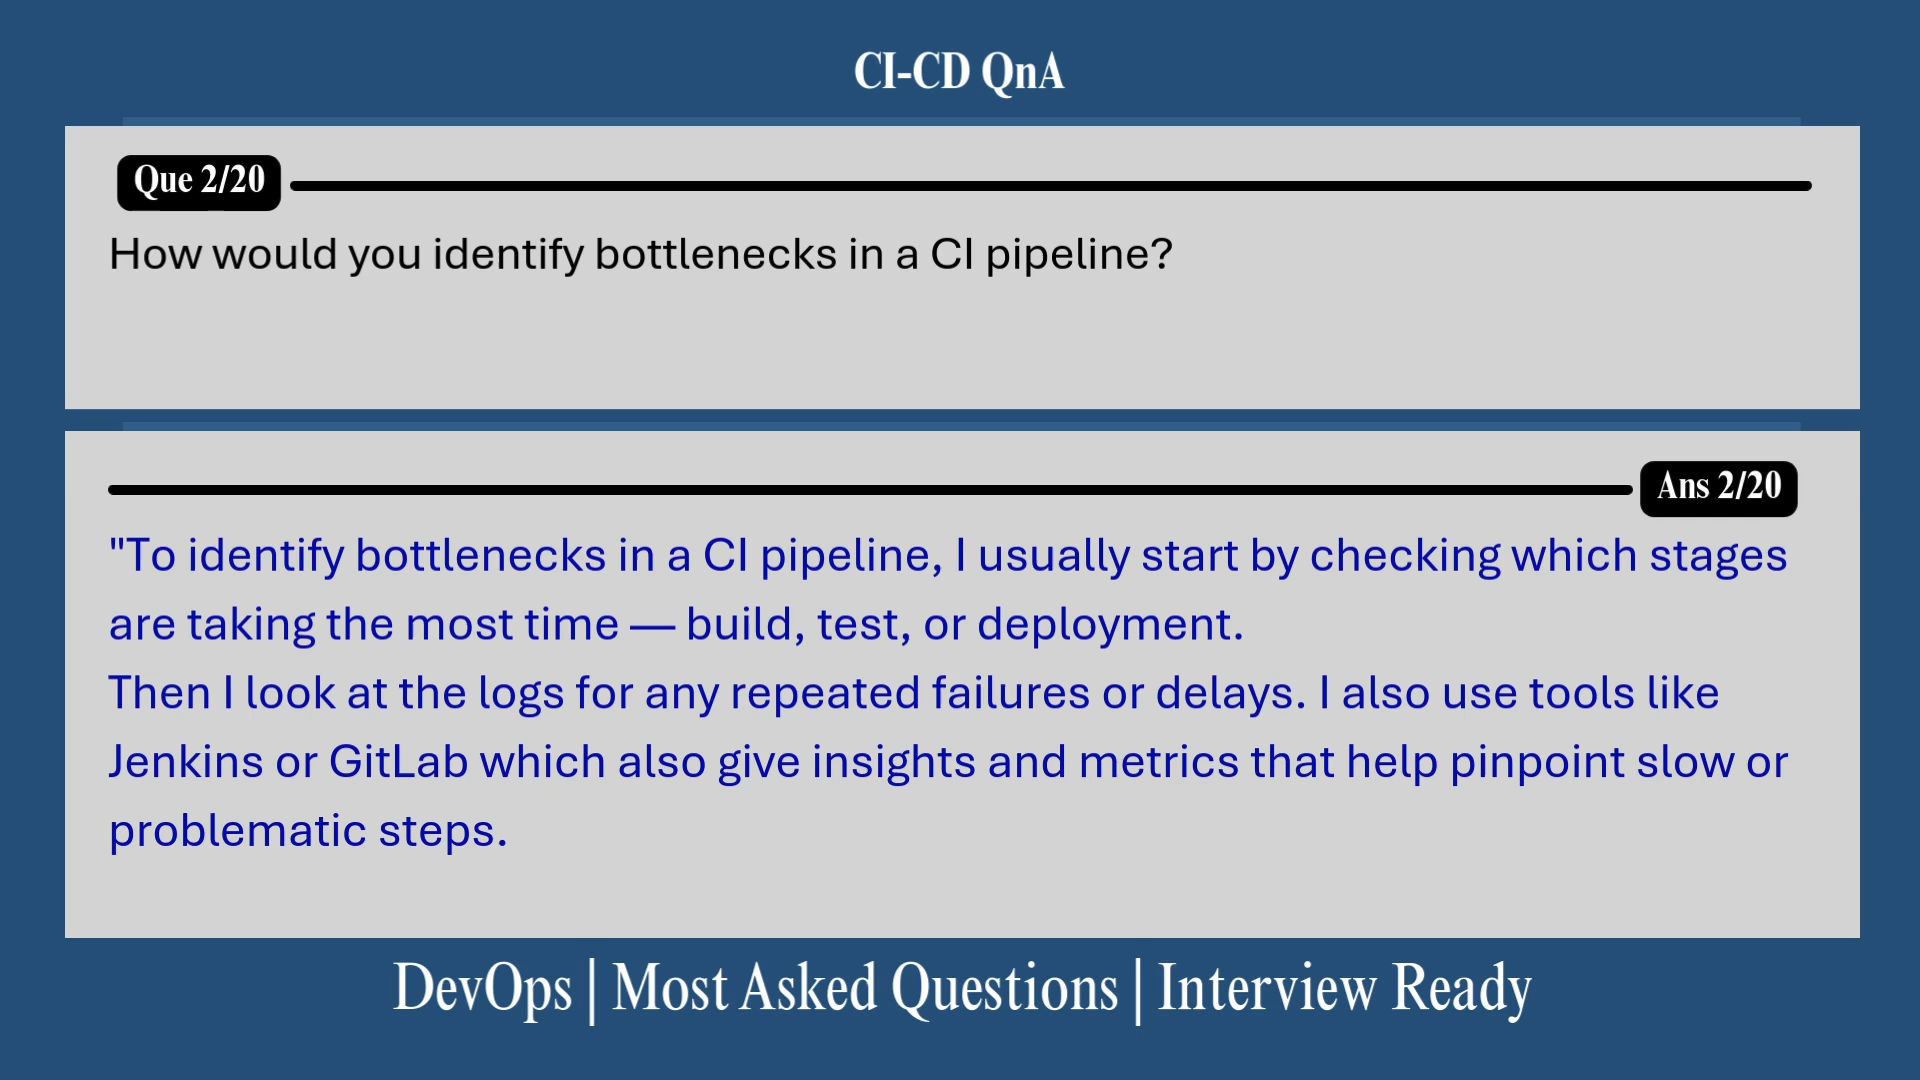 CI-CD QnA
Que 2/20
How would you identify bottlenecks in a CI pipeline?
Ans 2/20
"To identify bottlenecks in a CI pipeline, I usually start by checking which stages
are taking the most time — build, test, or deployment.
Then I look at the logs for any repeated failures or delays. I also use tools like
Jenkins or GitLab which also give insights and metrics that help pinpoint slow or
problematic steps.
DevOps | Most Asked Questions | Interview Ready